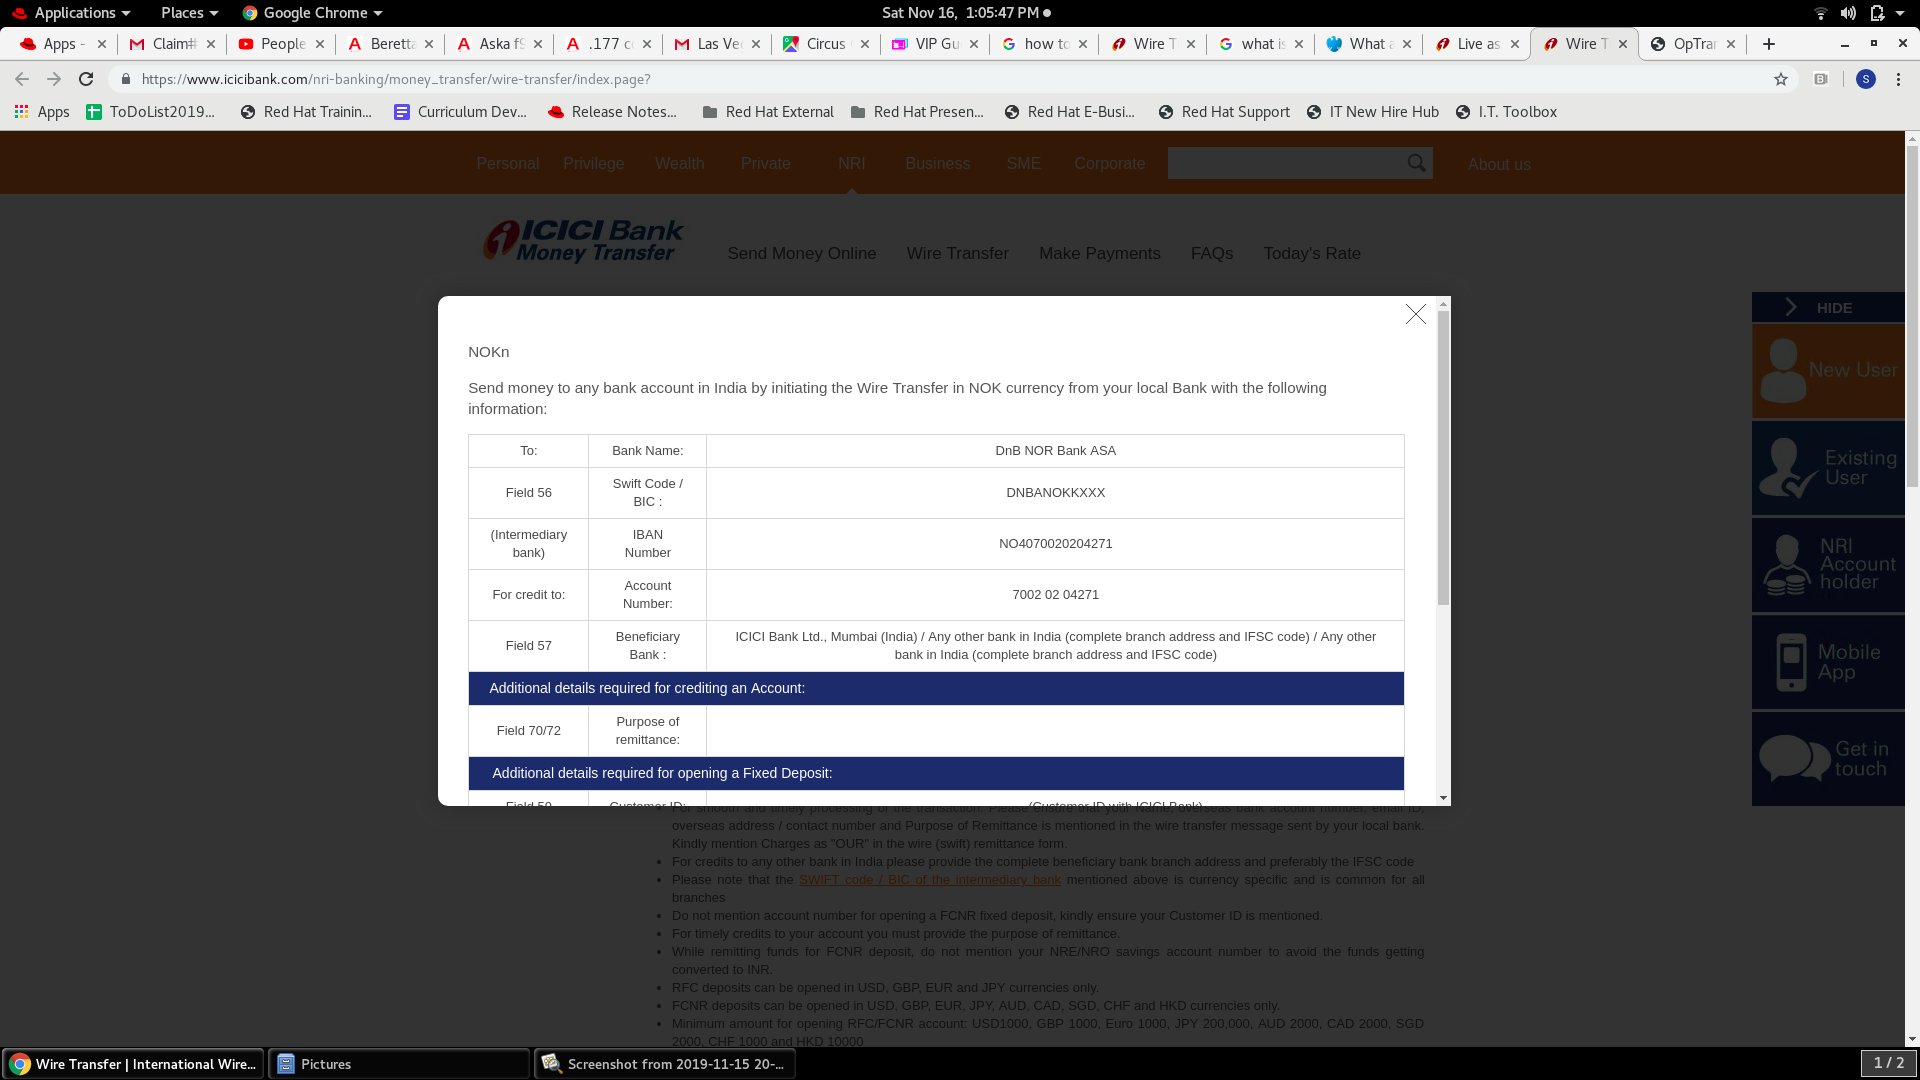 Applications Places Google Chrome Sat Nov 16, 1:05:47 PM
Apps - Claim# People Beretta Aska f .177 c Las Ve Circus VIP Gu how to Wire T what is What a Live as Wire T OpTran
https://www.icicibank.com/nri-banking/money_transfer/wire-transfer/index.page? S
Apps ToDoList2019... Red Hat Trainin... Curriculum Dev... Release Notes... Red Hat External Red Hat Presen... Red Hat E-Busi... Red Hat Support IT New Hire Hub I.T. Toolbox
Personal Privilege Wealth Private NRI Business SME Corporate About us
ICICI Bank
Money Transfer
Send Money Online Wire Transfer Make Payments FAQs Today's Rate
HIDE
New User
Existing
User
NRI
Account
holder
Mobile
App
Get in
touch
NOKn
Send money to any bank account in India by initiating the Wire Transfer in NOK currency from your local Bank with the following
information:
To: Bank Name: DnB NOR Bank ASA
Field 56 Swift Code /
BIC : DNBANOKKXXX
(Intermediary
bank) IBAN
Number NO4070020204271
For credit to: Account
Number: 7002 02 04271
Field 57 Beneficiary
Bank : ICICI Bank Ltd., Mumbai (India) / Any other bank in India (complete branch address and IFSC code) / Any other
bank in India (complete branch address and IFSC code)
Additional details required for crediting an Account:
Field 70/72 Purpose of
remittance:
Additional details required for opening a Fixed Deposit:
Field 59 Customer ID: (Customer ID with ICICI Bank)
For smooth and timely processing of the transaction. Please ensure that your overseas bank account number, email ID,
overseas address / contact number and Purpose of Remittance is mentioned in the wire transfer message sent by your local bank.
Kindly mention Charges as "OUR" in the wire (swift) remittance form.
• For credits to any other bank in India please provide the complete beneficiary bank branch address and preferably the IFSC code
• Please note that the SWIFT code / BIC of the intermediary bank mentioned above is currency specific and is common for all
branches
• Do not mention account number for opening a FCNR fixed deposit, kindly ensure your Customer ID is mentioned.
• For timely credits to your account you must provide the purpose of remittance.
• While remitting funds for FCNR deposit, do not mention your NRE/NRO savings account number to avoid the funds getting
converted to INR.
• RFC deposits can be opened in USD, GBP, EUR and JPY currencies only.
• FCNR deposits can be opened in USD, GBP, EUR, JPY, AUD, CAD, SGD, CHF and HKD currencies only.
• Minimum amount for opening RFC/FCNR account: USD1000, GBP 1000, Euro 1000, JPY 200,000, AUD 2000, CAD 2000, SGD
2000, CHF 1000 and HKD 10000
Wire Transfer | International Wire... Pictures Screenshot from 2019-11-15 20-... 1 / 2